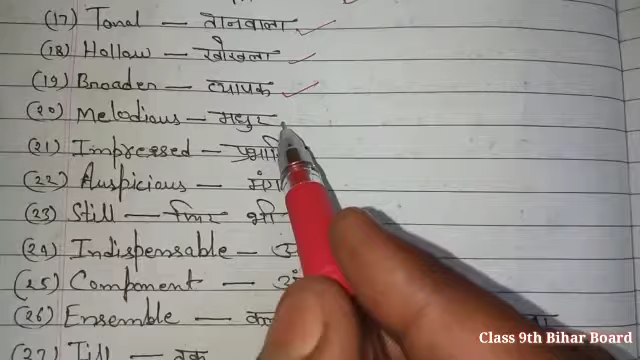 (17) Tonal — तानवाला
(18) Hollow — खोखला
(19) Broader — व्यापक
(20) Melodious — मधुर
(21) Impressed —
(22) Auspicious —
(23) Still — फिर भी
(24) Indispensable —
(25) Component —
(26) Ensemble —
(27) Till — तक
Class 9th Bihar Board